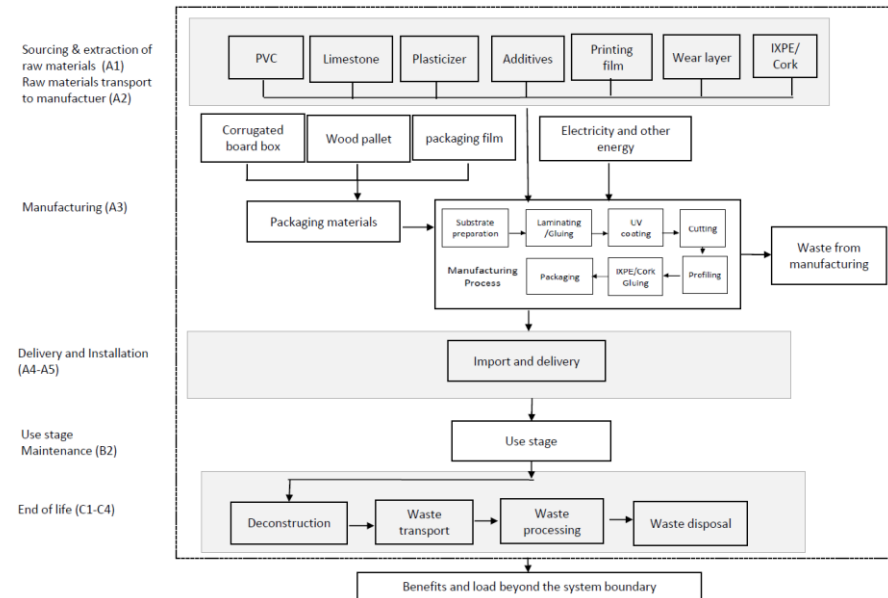 Sourcing & extraction of
raw materials (A1)
Raw materials transport
to manufactuer (A2)
PVC
Limestone
Plasticizer
Additives
Printing
film
Wear layer
IXPE/
Cork
Corrugated
board box
Wood pallet
packaging film
Electricity and other
energy
Manufacturing (A3)
Packaging materials
Substrate
preparation
Laminating
/Gluing
UV
coating
Cutting
Manufacturing
Process
Packaging
IXPE/Cork
Gluing
Profiling
Waste from
manufacturing
Delivery and Installation
(A4-A5)
Import and delivery
Use stage
Maintenance (B2)
Use stage
End of life (C1-C4)
Deconstruction
Waste
transport
Waste
processing
Waste disposal
Benefits and load beyond the system boundary